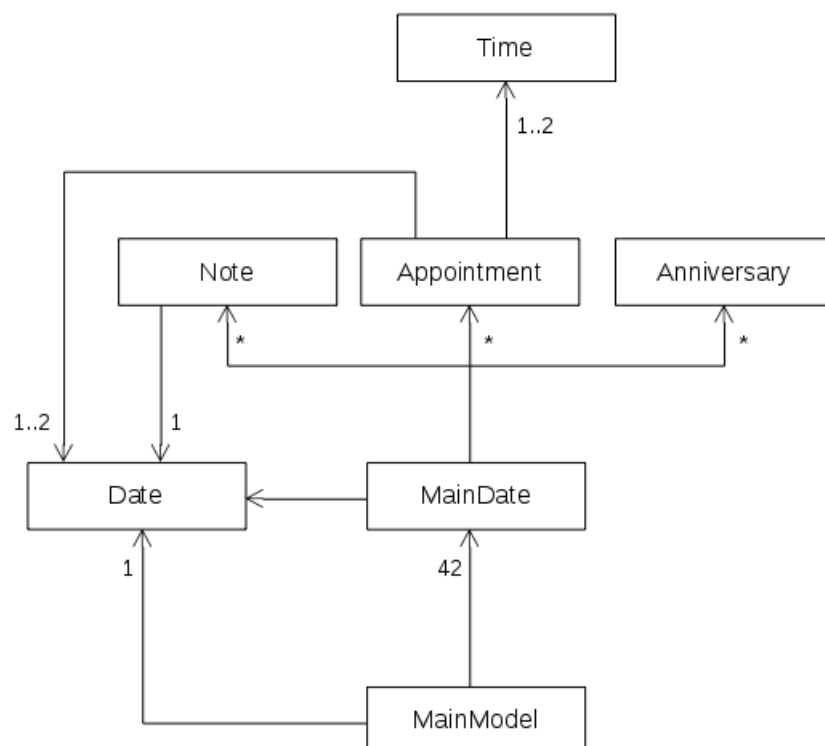 Time
1..2
Note
Appointment
Anniversary
*
*
*
1..2
1
Date
MainDate
1
42
MainModel